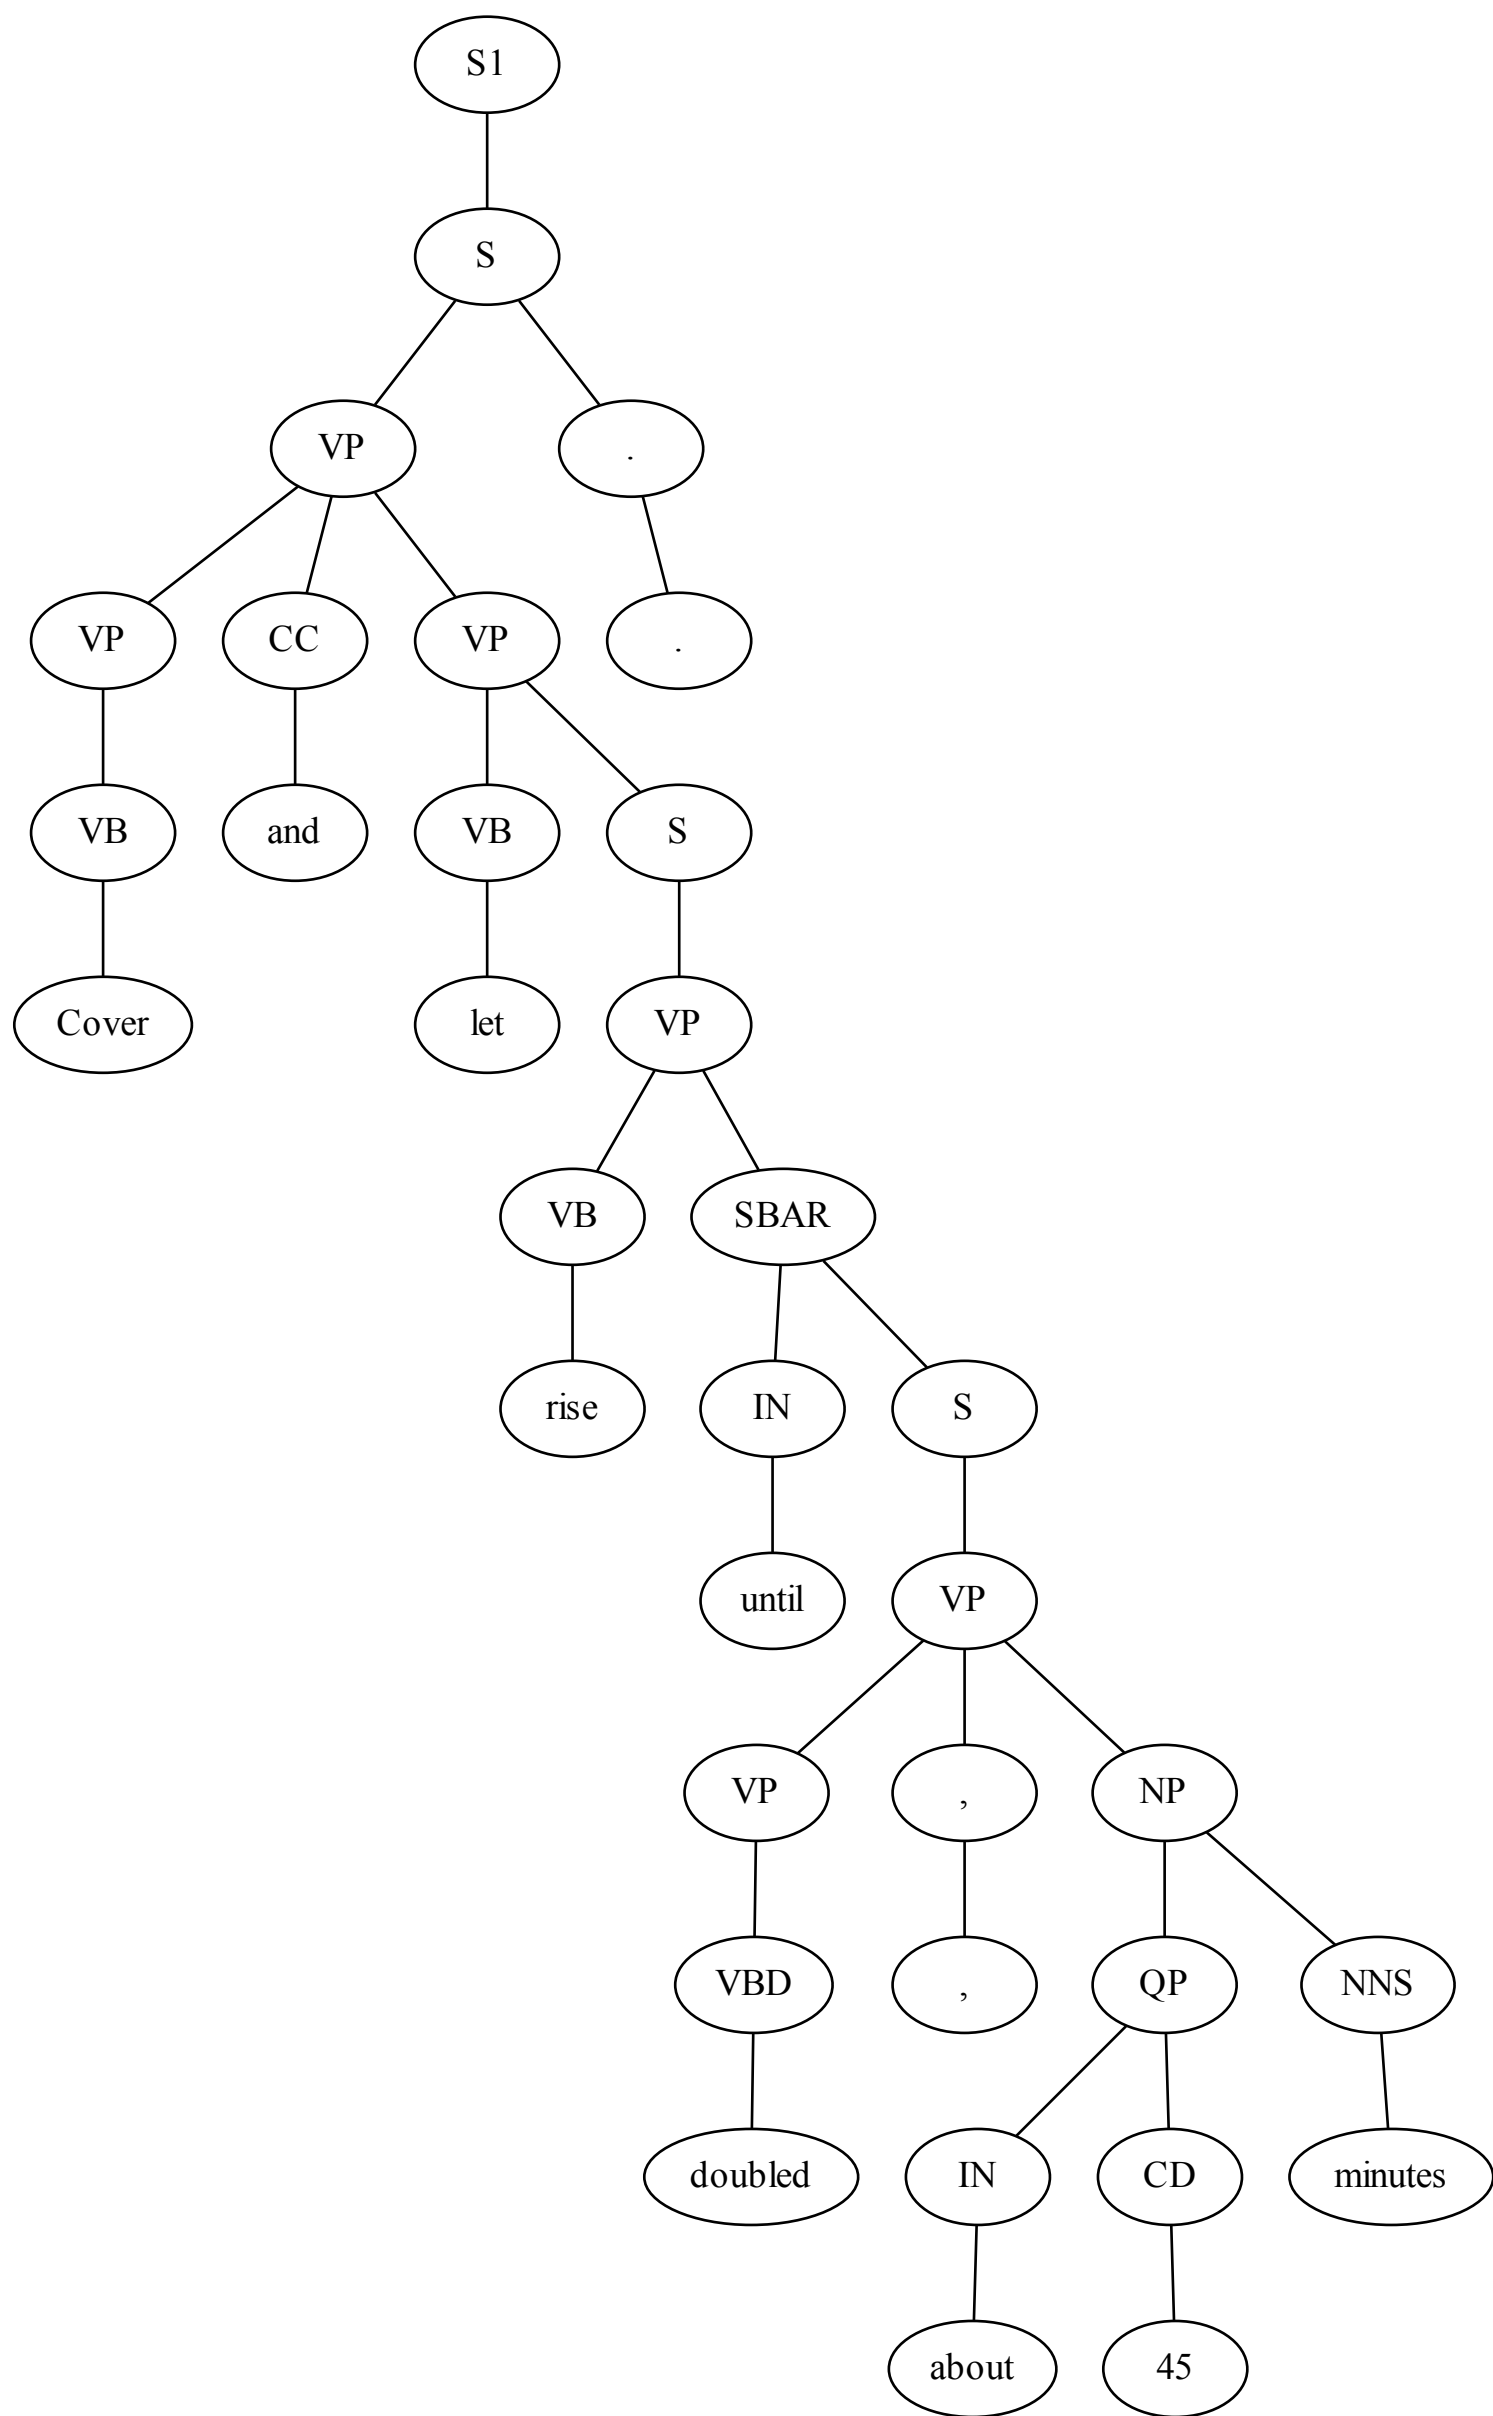 S1
S
VP .
VP CC VP .
VB and VB S
Cover let VP
VB SBAR
rise IN S
until VP
VP , NP
VBD , QP NNS
doubled IN CD minutes
about 45